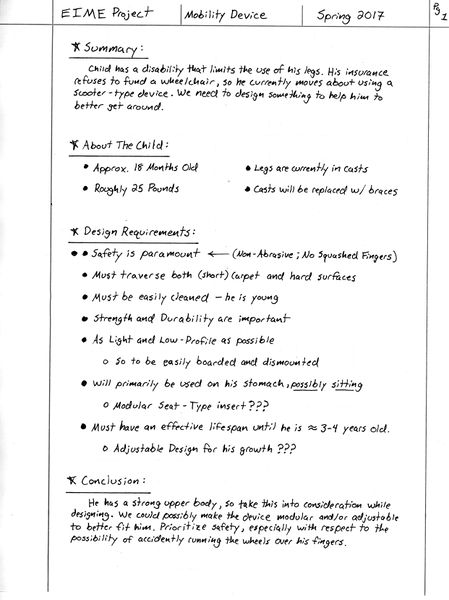 EIME Project | Mobility Device | Spring 2017 | Pg 1
* Summary:
Child has a disability that limits the use of his legs. His insurance
refuses to fund a wheelchair, so he currently moves about using a
scooter-type device. We need to design something to help him to
better get around.
* About The Child:
• Approx. 18 Months Old • Legs are currently in casts
• Roughly 25 Pounds • Casts will be replaced w/ braces
* Design Requirements:
• • Safety is paramount ← (Non-Abrasive; No Squashed Fingers)
• Must traverse both (short) carpet and hard surfaces
• Must be easily cleaned – he is young
• Strength and Durability are important
• As Light and Low-Profile as possible
o So to be easily boarded and dismounted
• Will primarily be used on his stomach, possibly sitting
o Modular Seat-Type insert???
• Must have an effective lifespan until he is ≈ 3-4 years old.
o Adjustable Design for his growth???
* Conclusion:
He has a strong upper body, so take this into consideration while
designing. We could possibly make the device modular and/or adjustable
to better fit him. Prioritize safety, especially with respect to the
possibility of accidently running the wheels over his fingers.